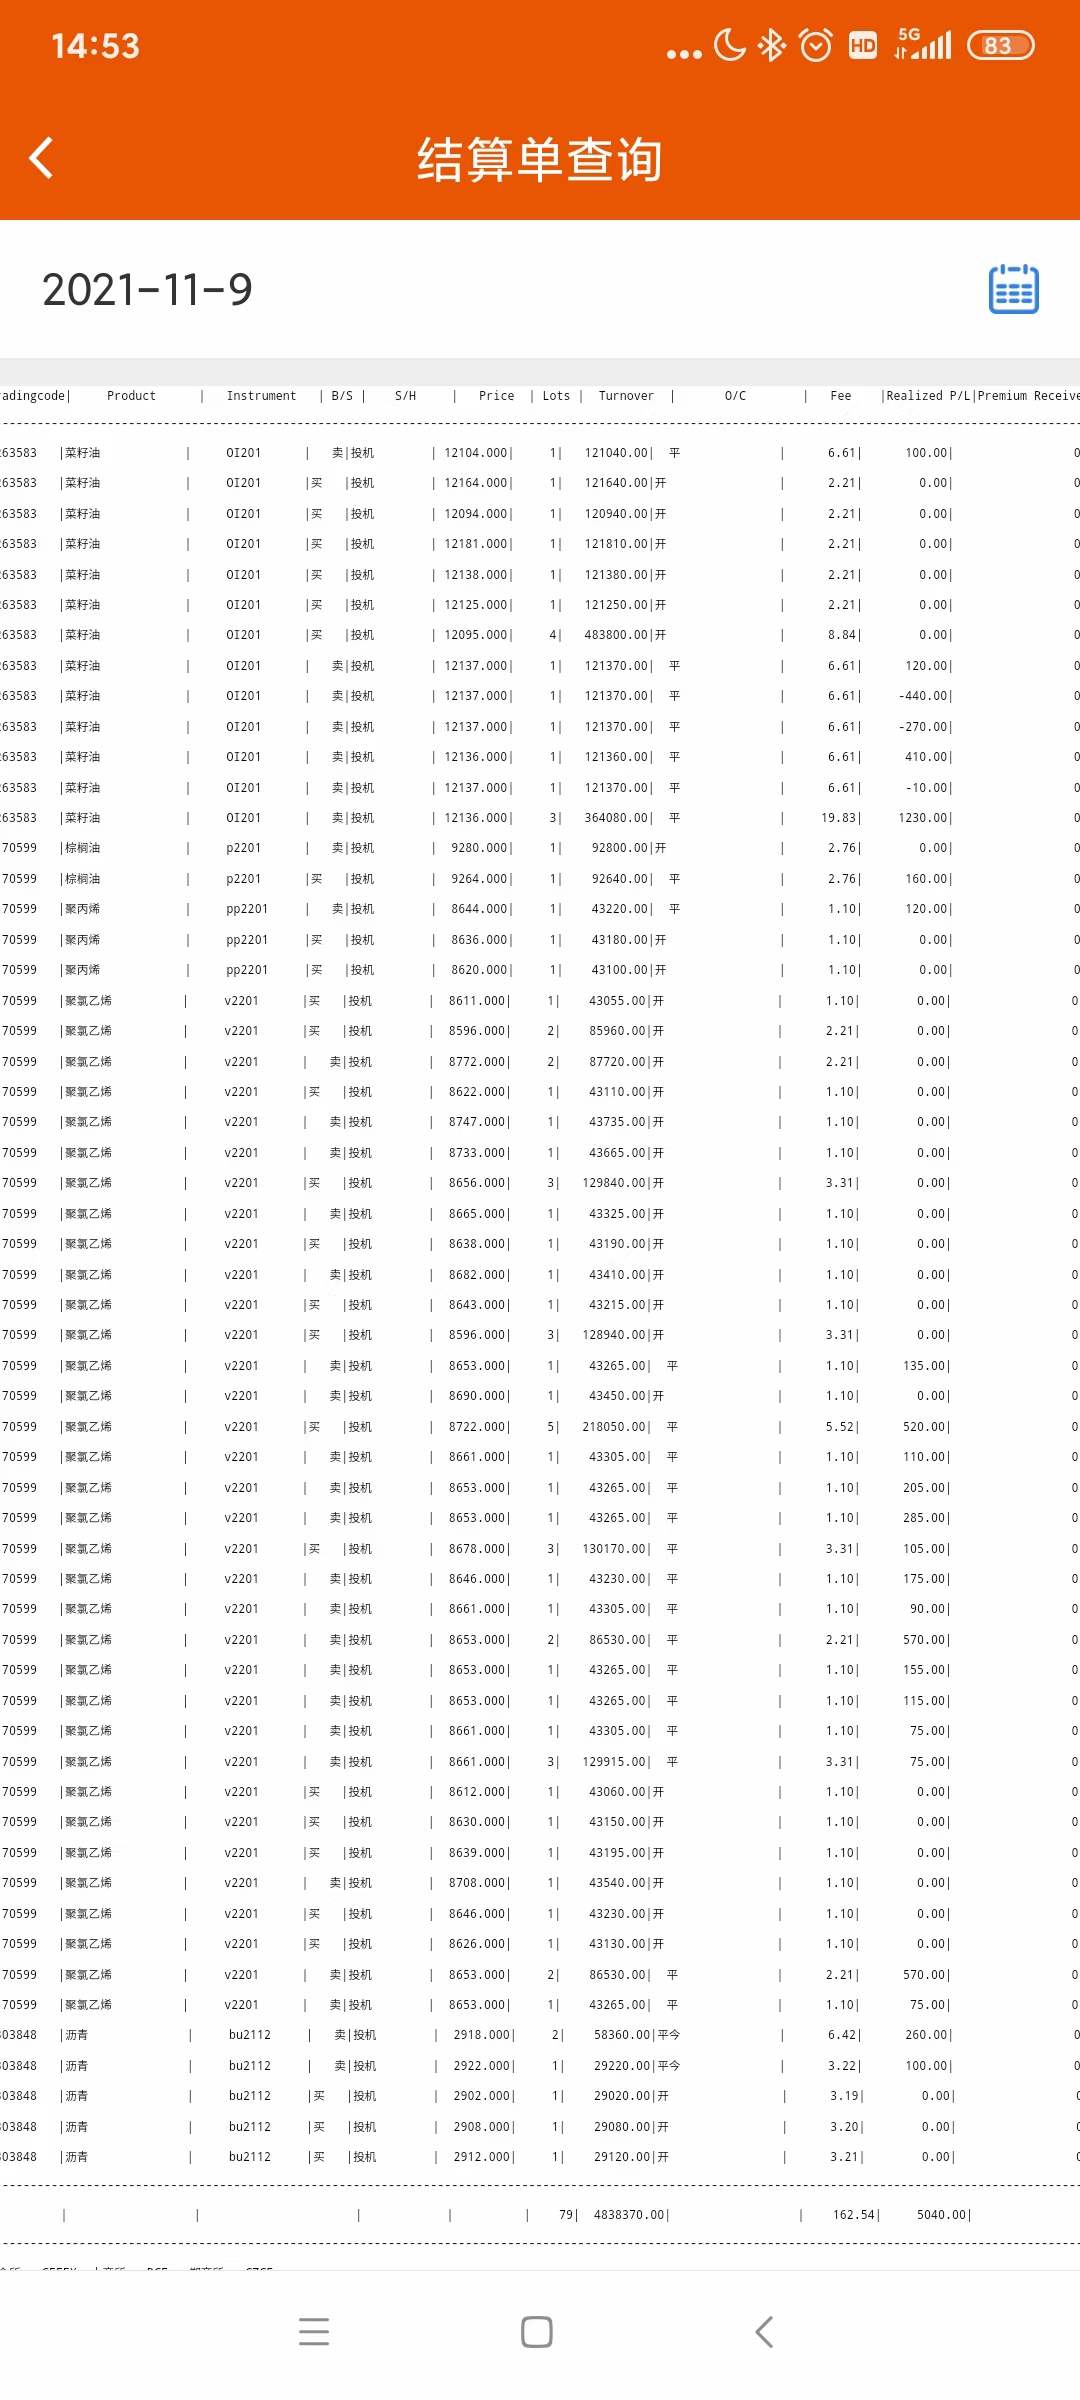 14:53 ... HD 5G 83
结算单查询
2021-11-9
adingcode| Product | Instrument | B/S | S/H | Price | Lots | Turnover | O/C | Fee |Realized P/L|Premium Receive
63583 |菜籽油 | OI201 | 卖|投机 | 12104.000| 1| 121040.00| 平 | 6.61| 100.00| 0
63583 |菜籽油 | OI201 |买 |投机 | 12164.000| 1| 121640.00|开 | 2.21| 0.00| 0
63583 |菜籽油 | OI201 |买 |投机 | 12094.000| 1| 120940.00|开 | 2.21| 0.00| 0
63583 |菜籽油 | OI201 |买 |投机 | 12181.000| 1| 121810.00|开 | 2.21| 0.00| 0
63583 |菜籽油 | OI201 |买 |投机 | 12138.000| 1| 121380.00|开 | 2.21| 0.00| 0
63583 |菜籽油 | OI201 |买 |投机 | 12125.000| 1| 121250.00|开 | 2.21| 0.00| 0
63583 |菜籽油 | OI201 |买 |投机 | 12095.000| 4| 483800.00|开 | 8.84| 0.00| 0
63583 |菜籽油 | OI201 | 卖|投机 | 12137.000| 1| 121370.00| 平 | 6.61| 120.00| 0
63583 |菜籽油 | OI201 | 卖|投机 | 12137.000| 1| 121370.00| 平 | 6.61| -440.00| 0
63583 |菜籽油 | OI201 | 卖|投机 | 12137.000| 1| 121370.00| 平 | 6.61| -270.00| 0
63583 |菜籽油 | OI201 | 卖|投机 | 12136.000| 1| 121360.00| 平 | 6.61| 410.00| 0
63583 |菜籽油 | OI201 | 卖|投机 | 12137.000| 1| 121370.00| 平 | 6.61| -10.00| 0
63583 |菜籽油 | OI201 | 卖|投机 | 12136.000| 3| 364080.00| 平 | 19.83| 1230.00| 0
70599 |棕榈油 | p2201 | 卖|投机 | 9280.000| 1| 92800.00|开 | 2.76| 0.00| 0
70599 |棕榈油 | p2201 |买 |投机 | 9264.000| 1| 92640.00| 平 | 2.76| 160.00| 0
70599 |聚丙烯 | pp2201 | 卖|投机 | 8644.000| 1| 43220.00| 平 | 1.10| 120.00| 0
70599 |聚丙烯 | pp2201 |买 |投机 | 8636.000| 1| 43180.00|开 | 1.10| 0.00| 0
70599 |聚丙烯 | pp2201 |买 |投机 | 8620.000| 1| 43100.00|开 | 1.10| 0.00| 0
70599 |聚氯乙烯 | v2201 |买 |投机 | 8611.000| 1| 43055.00|开 | 1.10| 0.00| 0
70599 |聚氯乙烯 | v2201 |买 |投机 | 8596.000| 2| 85960.00|开 | 2.21| 0.00| 0
70599 |聚氯乙烯 | v2201 | 卖|投机 | 8772.000| 2| 87720.00|开 | 2.21| 0.00| 0
70599 |聚氯乙烯 | v2201 |买 |投机 | 8622.000| 1| 43110.00|开 | 1.10| 0.00| 0
70599 |聚氯乙烯 | v2201 | 卖|投机 | 8747.000| 1| 43735.00|开 | 1.10| 0.00| 0
70599 |聚氯乙烯 | v2201 | 卖|投机 | 8733.000| 1| 43665.00|开 | 1.10| 0.00| 0
70599 |聚氯乙烯 | v2201 |买 |投机 | 8656.000| 3| 129840.00|开 | 3.31| 0.00| 0
70599 |聚氯乙烯 | v2201 | 卖|投机 | 8665.000| 1| 43325.00|开 | 1.10| 0.00| 0
70599 |聚氯乙烯 | v2201 |买 |投机 | 8638.000| 1| 43190.00|开 | 1.10| 0.00| 0
70599 |聚氯乙烯 | v2201 | 卖|投机 | 8682.000| 1| 43410.00|开 | 1.10| 0.00| 0
70599 |聚氯乙烯 | v2201 |买 |投机 | 8643.000| 1| 43215.00|开 | 1.10| 0.00| 0
70599 |聚氯乙烯 | v2201 |买 |投机 | 8596.000| 3| 128940.00|开 | 3.31| 0.00| 0
70599 |聚氯乙烯 | v2201 | 卖|投机 | 8653.000| 1| 43265.00| 平 | 1.10| 135.00| 0
70599 |聚氯乙烯 | v2201 | 卖|投机 | 8690.000| 1| 43450.00|开 | 1.10| 0.00| 0
70599 |聚氯乙烯 | v2201 |买 |投机 | 8722.000| 5| 218050.00| 平 | 5.52| 520.00| 0
70599 |聚氯乙烯 | v2201 | 卖|投机 | 8661.000| 1| 43305.00| 平 | 1.10| 110.00| 0
70599 |聚氯乙烯 | v2201 | 卖|投机 | 8653.000| 1| 43265.00| 平 | 1.10| 205.00| 0
70599 |聚氯乙烯 | v2201 | 卖|投机 | 8653.000| 1| 43265.00| 平 | 1.10| 285.00| 0
70599 |聚氯乙烯 | v2201 |买 |投机 | 8678.000| 3| 130170.00| 平 | 3.31| 105.00| 0
70599 |聚氯乙烯 | v2201 | 卖|投机 | 8646.000| 1| 43230.00| 平 | 1.10| 175.00| 0
70599 |聚氯乙烯 | v2201 | 卖|投机 | 8661.000| 1| 43305.00| 平 | 1.10| 90.00| 0
70599 |聚氯乙烯 | v2201 | 卖|投机 | 8653.000| 2| 86530.00| 平 | 2.21| 570.00| 0
70599 |聚氯乙烯 | v2201 | 卖|投机 | 8653.000| 1| 43265.00| 平 | 1.10| 155.00| 0
70599 |聚氯乙烯 | v2201 | 卖|投机 | 8653.000| 1| 43265.00| 平 | 1.10| 115.00| 0
70599 |聚氯乙烯 | v2201 | 卖|投机 | 8661.000| 1| 43305.00| 平 | 1.10| 75.00| 0
70599 |聚氯乙烯 | v2201 | 卖|投机 | 8661.000| 3| 129915.00| 平 | 3.31| 75.00| 0
70599 |聚氯乙烯 | v2201 |买 |投机 | 8612.000| 1| 43060.00|开 | 1.10| 0.00| 0
70599 |聚氯乙烯 | v2201 |买 |投机 | 8630.000| 1| 43150.00|开 | 1.10| 0.00| 0
70599 |聚氯乙烯 | v2201 |买 |投机 | 8639.000| 1| 43195.00|开 | 1.10| 0.00| 0
70599 |聚氯乙烯 | v2201 | 卖|投机 | 8708.000| 1| 43540.00|开 | 1.10| 0.00| 0
70599 |聚氯乙烯 | v2201 |买 |投机 | 8646.000| 1| 43230.00|开 | 1.10| 0.00| 0
70599 |聚氯乙烯 | v2201 |买 |投机 | 8626.000| 1| 43130.00|开 | 1.10| 0.00| 0
70599 |聚氯乙烯 | v2201 | 卖|投机 | 8653.000| 2| 86530.00| 平 | 2.21| 570.00| 0
70599 |聚氯乙烯 | v2201 | 卖|投机 | 8653.000| 1| 43265.00| 平 | 1.10| 75.00| 0
03848 |沥青 | bu2112 | 卖|投机 | 2918.000| 2| 58360.00|平今 | 6.42| 260.00| 0
03848 |沥青 | bu2112 | 卖|投机 | 2922.000| 1| 29220.00|平今 | 3.22| 100.00| 0
03848 |沥青 | bu2112 |买 |投机 | 2902.000| 1| 29020.00|开 | 3.19| 0.00| 0
03848 |沥青 | bu2112 |买 |投机 | 2908.000| 1| 29080.00|开 | 3.20| 0.00| 0
03848 |沥青 | bu2112 |买 |投机 | 2912.000| 1| 29120.00|开 | 3.21| 0.00| 0
| | | | | 79| 4838370.00| | 162.54| 5040.00|